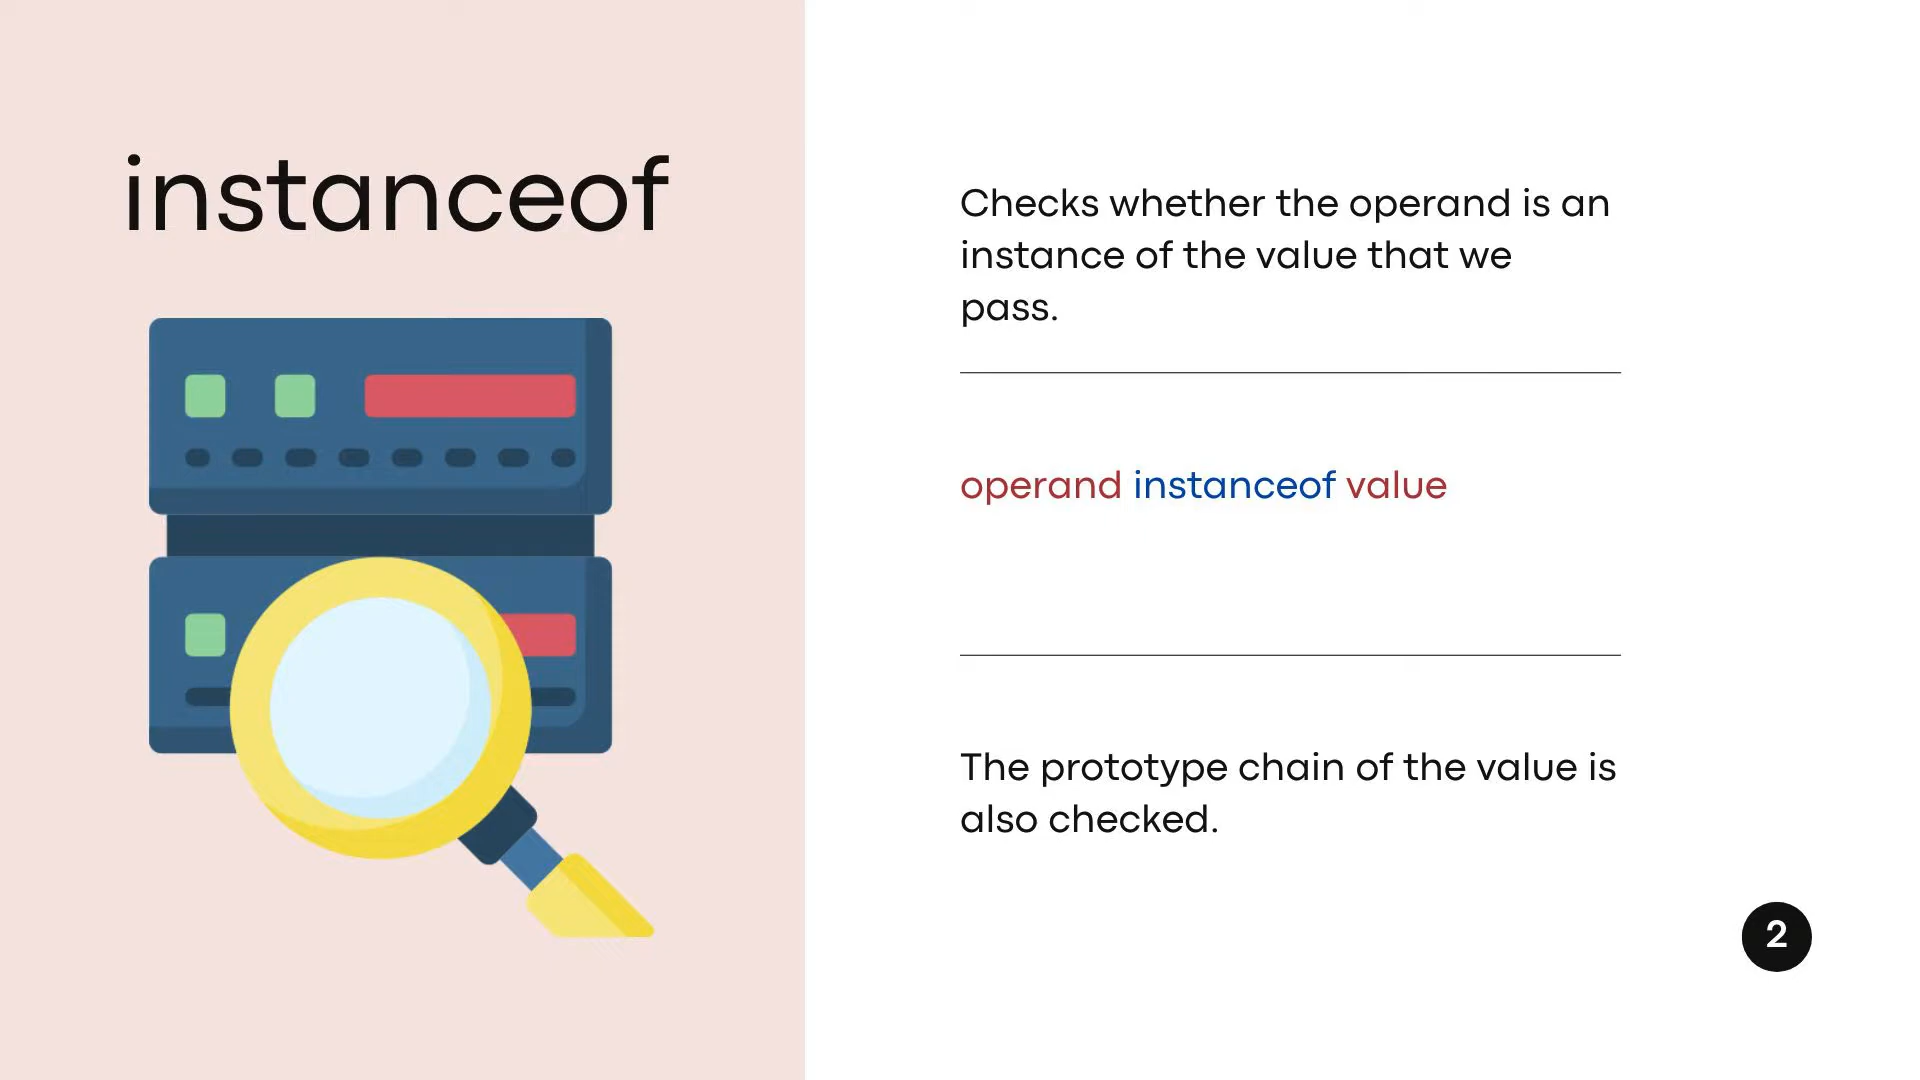 instanceof
Checks whether the operand is an
instance of the value that we
pass.
operand instanceof value
The prototype chain of the value is
also checked.
2